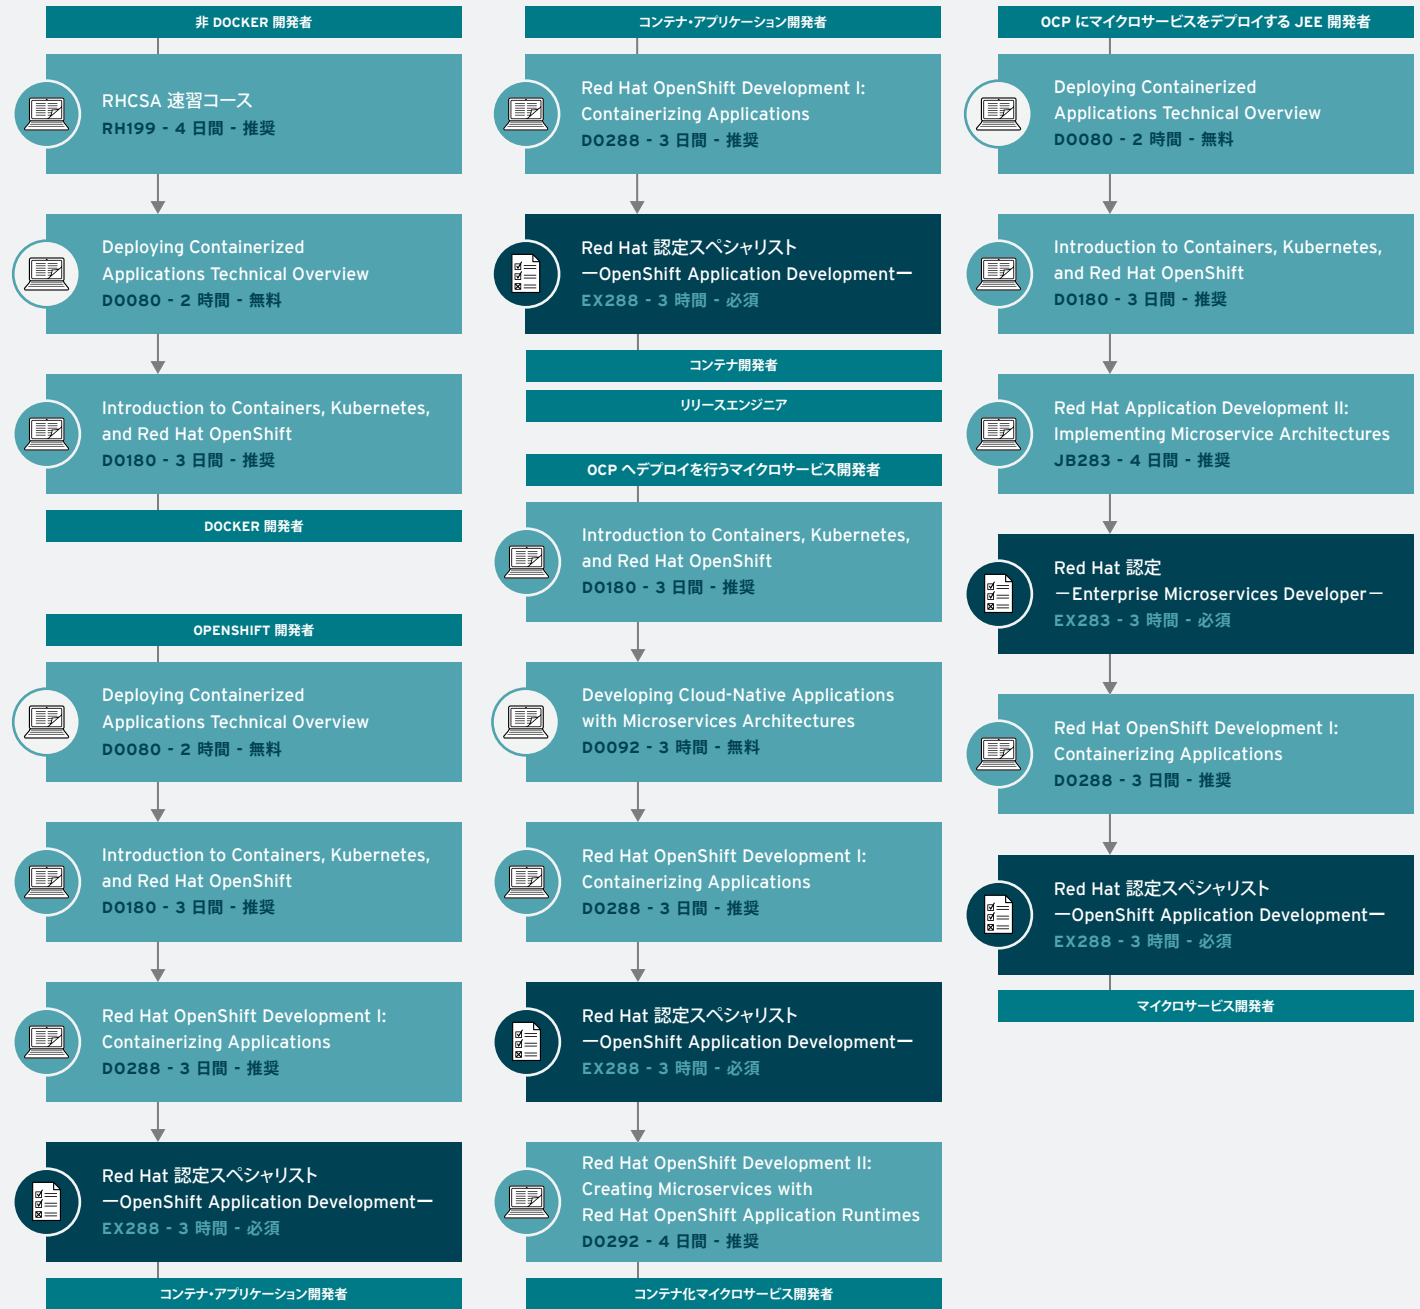 非 DOCKER 開発者
RHCSA 速習コース
RH199 - 4 日間 - 推奨
Deploying Containerized
Applications Technical Overview
DO080 - 2 時間 - 無料
Introduction to Containers, Kubernetes,
and Red Hat OpenShift
DO180 - 3 日間 - 推奨
DOCKER 開発者
OPENSHIFT 開発者
Deploying Containerized
Applications Technical Overview
DO080 - 2 時間 - 無料
Introduction to Containers, Kubernetes,
and Red Hat OpenShift
DO180 - 3 日間 - 推奨
Red Hat OpenShift Development I:
Containerizing Applications
DO288 - 3 日間 - 推奨
Red Hat 認定スペシャリスト
ーOpenShift Application Developmentー
EX288 - 3 時間 - 必須
コンテナ・アプリケーション開発者
コンテナ・アプリケーション開発者
Red Hat OpenShift Development I:
Containerizing Applications
DO288 - 3 日間 - 推奨
Red Hat 認定スペシャリスト
ーOpenShift Application Developmentー
EX288 - 3 時間 - 必須
コンテナ開発者
リリースエンジニア
OCP へデプロイを行うマイクロサービス開発者
Introduction to Containers, Kubernetes,
and Red Hat OpenShift
DO180 - 3 日間 - 推奨
Developing Cloud-Native Applications
with Microservices Architectures
DO092 - 3 時間 - 無料
Red Hat OpenShift Development I:
Containerizing Applications
DO288 - 3 日間 - 推奨
Red Hat 認定スペシャリスト
ーOpenShift Application Developmentー
EX288 - 3 時間 - 必須
Red Hat OpenShift Development II:
Creating Microservices with
Red Hat OpenShift Application Runtimes
DO292 - 4 日間 - 推奨
コンテナ化マイクロサービス開発者
OCP にマイクロサービスをデプロイする JEE 開発者
Deploying Containerized
Applications Technical Overview
DO080 - 2 時間 - 無料
Introduction to Containers, Kubernetes,
and Red Hat OpenShift
DO180 - 3 日間 - 推奨
Red Hat Application Development II:
Implementing Microservice Architectures
JB283 - 4 日間 - 推奨
Red Hat 認定
ーEnterprise Microservices Developerー
EX283 - 3 時間 - 必須
Red Hat OpenShift Development I:
Containerizing Applications
DO288 - 3 日間 - 推奨
Red Hat 認定スペシャリスト
ーOpenShift Application Developmentー
EX288 - 3 時間 - 必須
マイクロサービス開発者